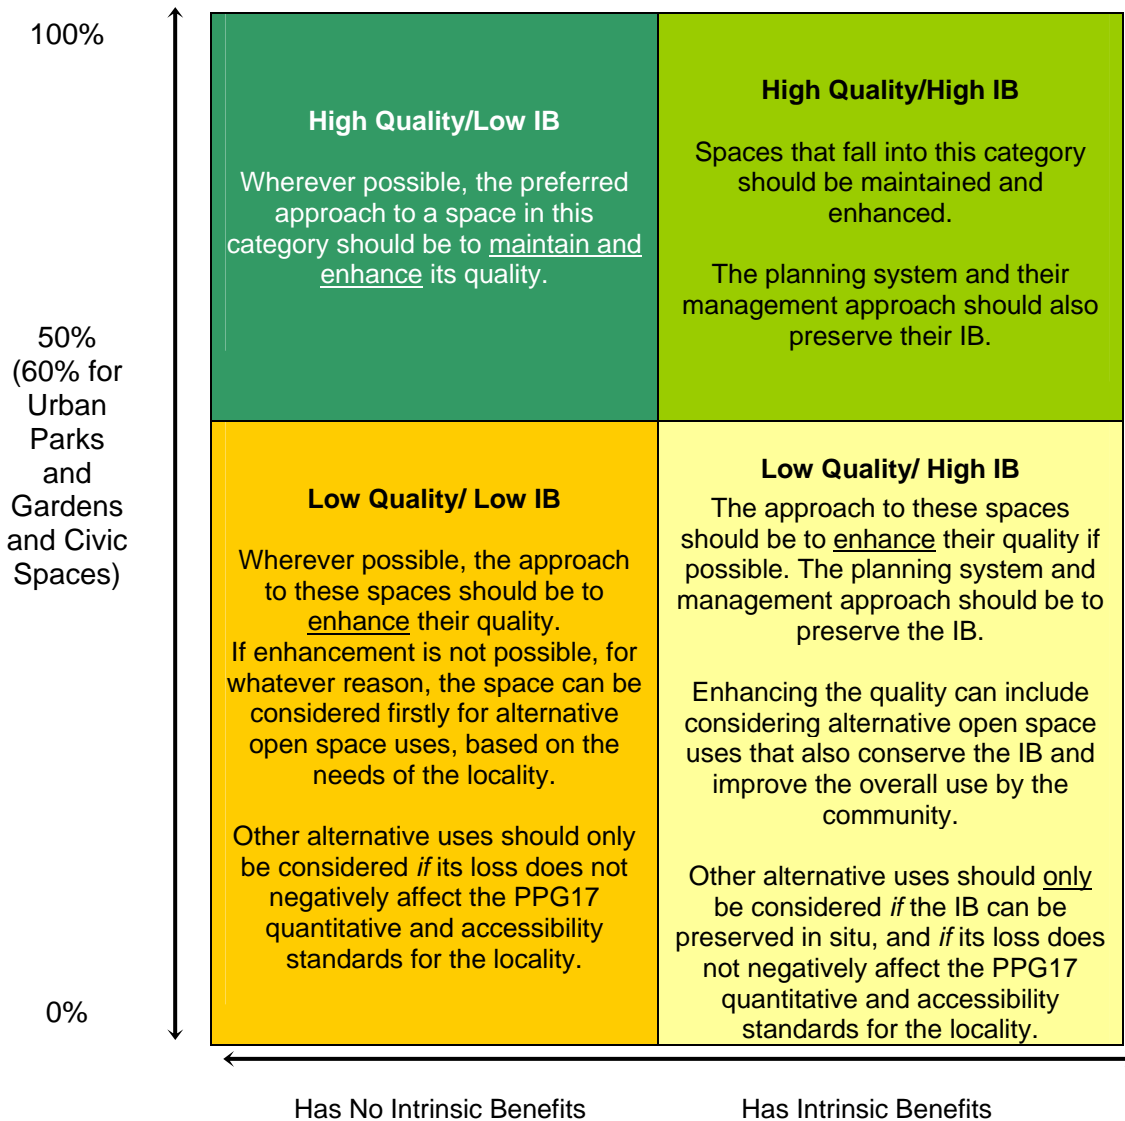 100%
50%
(60% for
Urban
Parks
and
Gardens
and Civic
Spaces)
0%
High Quality/Low IB
Wherever possible, the preferred
approach to a space in this
category should be to maintain and
enhance its quality.
High Quality/High IB
Spaces that fall into this category
should be maintained and
enhanced.
The planning system and their
management approach should also
preserve their IB.
Low Quality/ Low IB
Wherever possible, the approach
to these spaces should be to
enhance their quality.
If enhancement is not possible, for
whatever reason, the space can be
considered firstly for alternative
open space uses, based on the
needs of the locality.
Other alternative uses should only
be considered if its loss does not
negatively affect the PPG17
quantitative and accessibility
standards for the locality.
Low Quality/ High IB
The approach to these spaces
should be to enhance their quality if
possible. The planning system and
management approach should be to
preserve the IB.
Enhancing the quality can include
considering alternative open space
uses that also conserve the IB and
improve the overall use by the
community.
Other alternative uses should only
be considered if the IB can be
preserved in situ, and if its loss does
not negatively affect the PPG17
quantitative and accessibility
standards for the locality.
Has No Intrinsic Benefits
Has Intrinsic Benefits